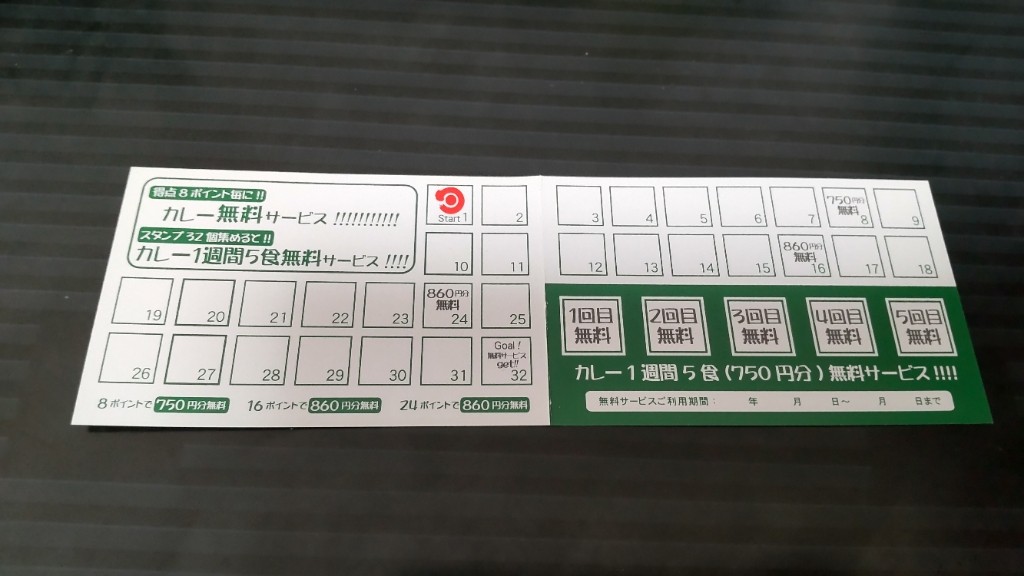 得点8ポイント毎に!!
カレー無料サービス!!!!!!!!!!!
スタンプ32個集めると!!
カレー1週間5食無料サービス!!!!
Start 1
2
3
4
5
6
7
750円分
無料
8
9
10
11
12
13
14
15
860円分
無料
16
17
18
19
20
21
22
23
860円分
無料
24
25
26
27
28
29
30
31
Goal!
無料サービス
get!!
32
8ポイントで 750円分無料 16ポイントで 860円分無料 24ポイントで 860円分無料
1回目
無料
2回目
無料
3回目
無料
4回目
無料
5回目
無料
カレー1週間5食(750円分)無料サービス!!!!
無料サービスご利用期間: 年 月 日〜 月 日まで